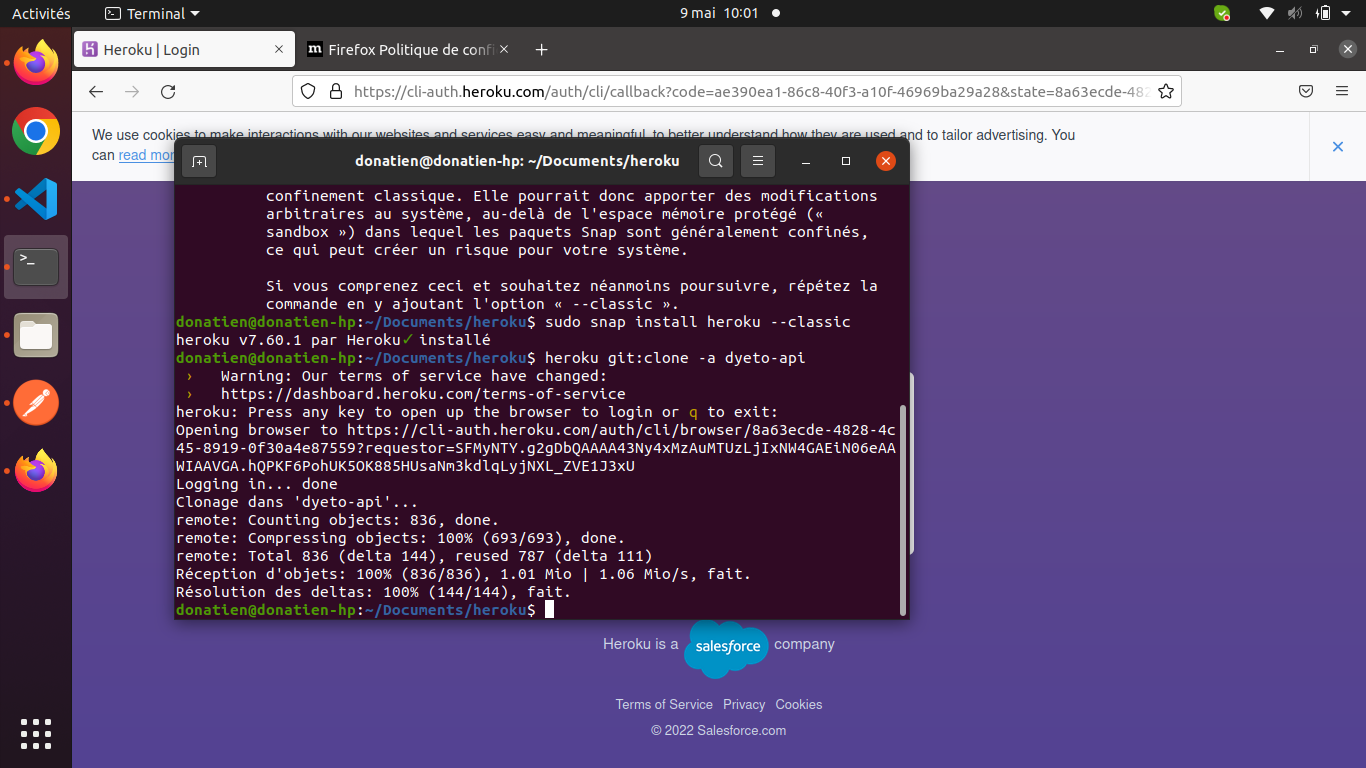 Activités
Terminal
9 mai 10:01
Heroku | Login
Firefox Politique de confi
https://cli-auth.heroku.com/auth/cli/callback?code=ae390ea1-86c8-40f3-a10f-46969ba29a28&state=8a63ecde-482
We use cookies to make interactions with our websites and services easy and meaningful, to better understand how they are used and to tailor advertising. You
can read mor
donatien@donatien-hp: ~/Documents/heroku
confinement classique. Elle pourrait donc apporter des modifications
arbitraires au système, au-delà de l'espace mémoire protégé («
sandbox ») dans lequel les paquets Snap sont généralement confinés,
ce qui peut créer un risque pour votre système.
Si vous comprenez ceci et souhaitez néanmoins poursuivre, répétez la
commande en y ajoutant l'option « --classic ».
donatien@donatien-hp:~/Documents/heroku$ sudo snap install heroku --classic
heroku v7.60.1 par Heroku✓ installé
donatien@donatien-hp:~/Documents/heroku$ heroku git:clone -a dyeto-api
› Warning: Our terms of service have changed:
› https://dashboard.heroku.com/terms-of-service
heroku: Press any key to open up the browser to login or q to exit:
Opening browser to https://cli-auth.heroku.com/auth/cli/browser/8a63ecde-4828-4c
45-8919-0f30a4e87559?requestor=SFMyNTY.g2gDbQAAAA43Ny4xMzAuMTUzLjIxNW4GAEiN06eAA
WIAAVGA.hQPKF6PohUK5OK885HUsaNm3kdlqLyjNXL_ZVE1J3xU
Logging in... done
Clonage dans 'dyeto-api'...
remote: Counting objects: 836, done.
remote: Compressing objects: 100% (693/693), done.
remote: Total 836 (delta 144), reused 787 (delta 111)
Réception d'objets: 100% (836/836), 1.01 Mio | 1.06 Mio/s, fait.
Résolution des deltas: 100% (144/144), fait.
donatien@donatien-hp:~/Documents/heroku$
Heroku is a salesforce company
Terms of Service Privacy Cookies
© 2022 Salesforce.com